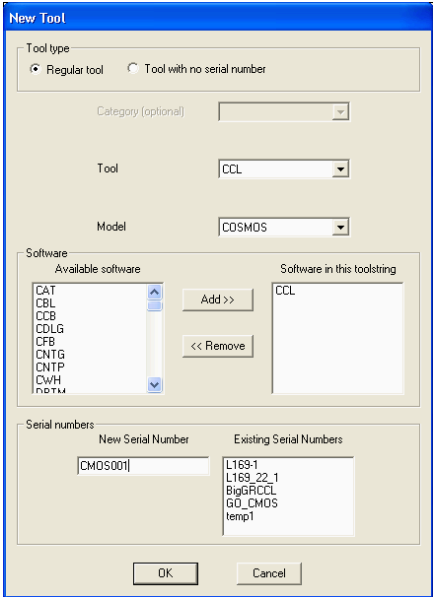 New Tool
Tool type
Regular tool
Tool with no serial number
Category (optional)
Tool
CCL
Model
COSMOS
Software
Available software
Software in this toolstring
CAT
CBL
CCB
CDLG
CFB
CNTG
CNTP
CWH
Add >>
<< Remove
CCL
Serial numbers
New Serial Number
Existing Serial Numbers
CMOS001
L169-1
L169_22_1
BigGRCCL
GO_CMOS
temp1
OK
Cancel